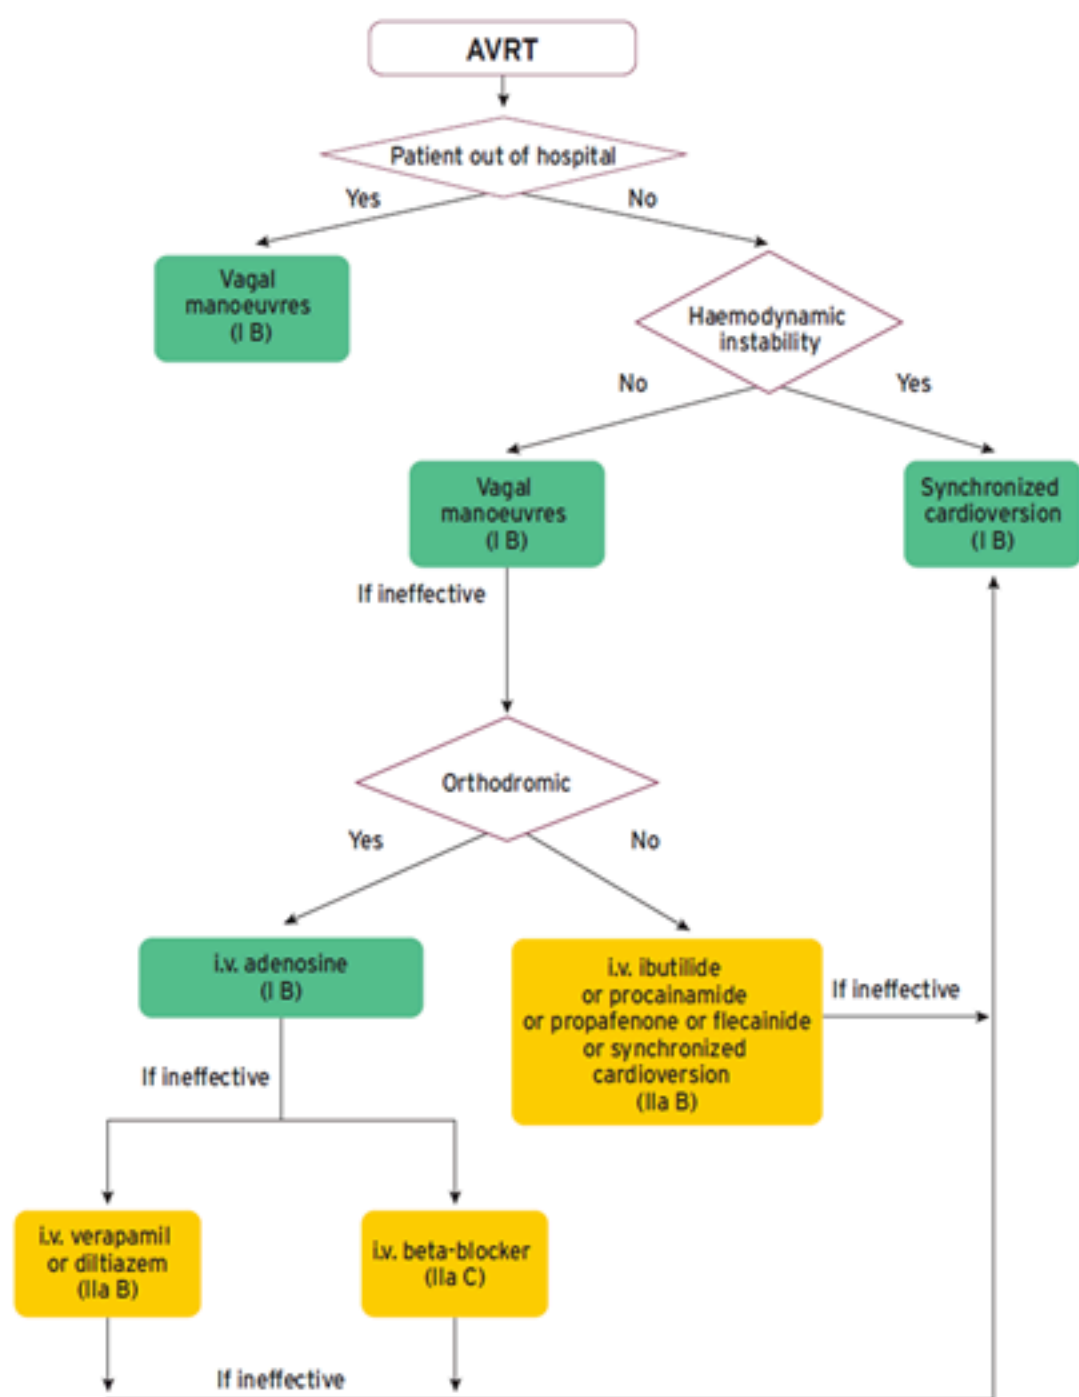 AVRT
Patient out of hospital
Yes
No
Vagal
manoeuvres
(I B)
Haemodynamic
instability
No
Yes
Vagal
manoeuvres
(I B)
Synchronized
cardioversion
(I B)
If ineffective
Orthodromic
Yes
No
i.v. adenosine
(I B)
i.v. ibutilide
or procainamide
or propafenone or flecainide
or synchronized
cardioversion
(IIa B)
If ineffective
If ineffective
i.v. verapamil
or diltiazem
(IIa B)
i.v. beta-blocker
(IIa C)
If ineffective